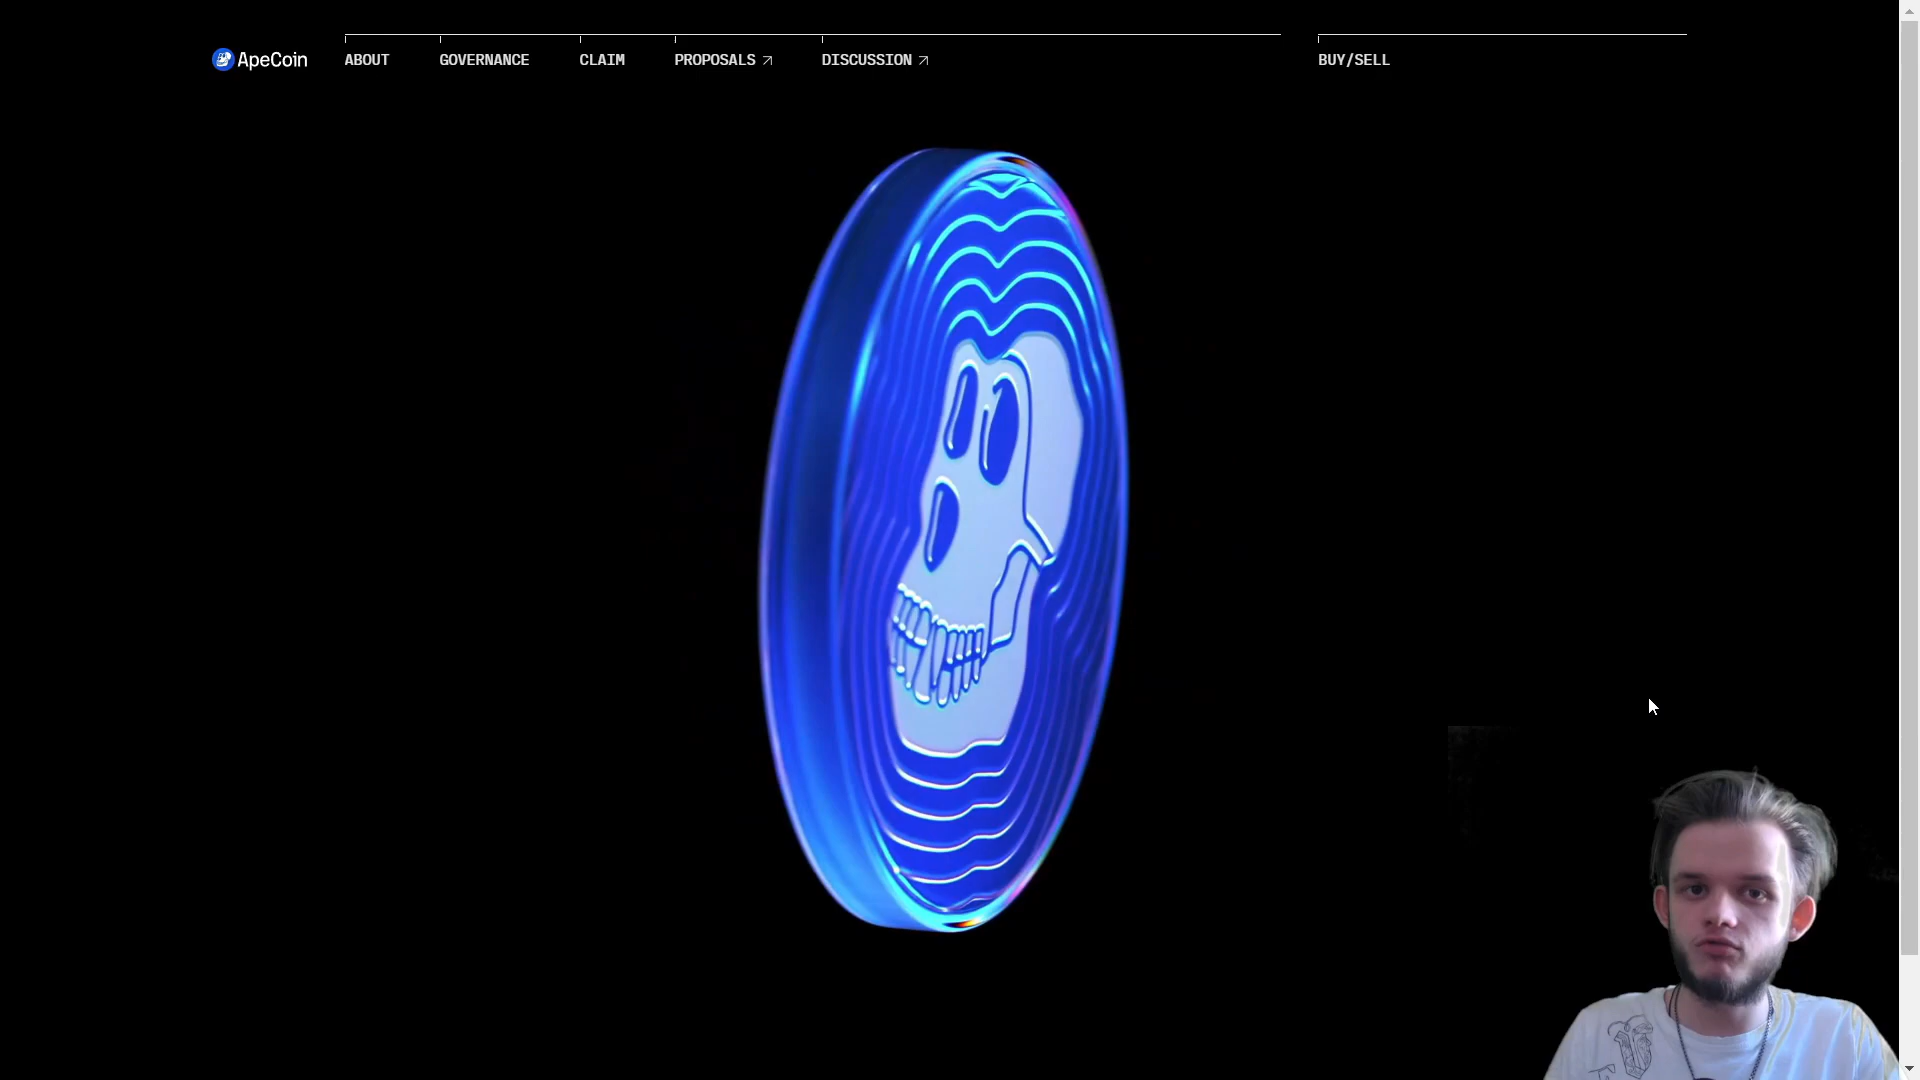 ApeCoin
ABOUT
GOVERNANCE
CLAIM
PROPOSALS
DISCUSSION
BUY/SELL